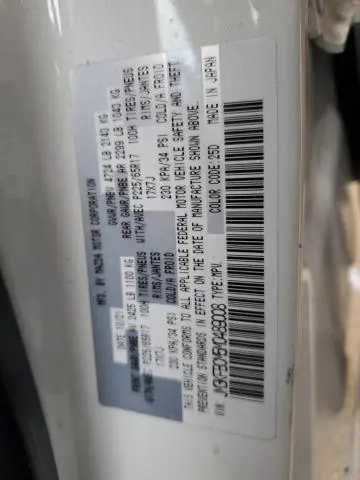 MFD. BY MAZDA MOTOR CORPORATION
10/21 GVWR/PNBV 4724 LB 2143 KG
FRONT GAWR/PNBE AV 2425 LB 1100 KG REAR GAWR/PNBE AR 2299 LB 1043 KG
WITH/AVEC P225/65R17 100H TIRES/PNEUS WITH/AVEC P225/65R17 100H TIRES/PNEUS
17X7J RIMS/JANTES 17X7J RIMS/JANTES
230 KPA/34 PSI COLD/A FROID 230 KPA/34 PSI COLD/A FROID
THIS VEHICLE CONFORMS TO ALL APPLICABLE FEDERAL MOTOR VEHICLE SAFETY AND THEFT
PREVENTION STANDARDS IN EFFECT ON THE DATE OF MANUFACTURE SHOWN ABOVE.
COLOR CODE:25D MADE IN JAPAN
VIN: TYPE:MPV